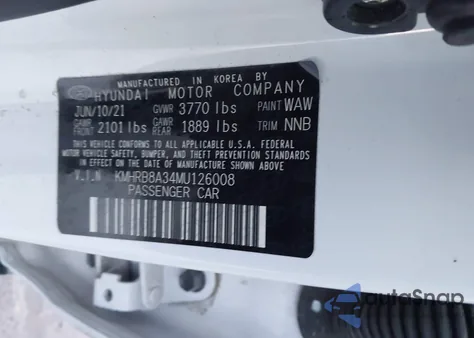 MANUFACTURED IN KOREA BY
HYUNDAI MOTOR COMPANY
JUN/10/21 GVWR 3770 lbs PAINT WAW
GAWR FRONT 2101 lbs GAWR REAR 1889 lbs TRIM NNB
THIS VEHICLE CONFORMS TO ALL APPLICABLE U.S.A. FEDERAL
MOTOR VEHICLE SAFETY, BUMPER, AND THEFT PREVENTION
STANDARDS IN EFFECT ON THE DATE OF MANUFACTURE SHOWN ABOVE.
V.I.N KMHRB8A34MU126008
PASSENGER CAR
AutoSnap